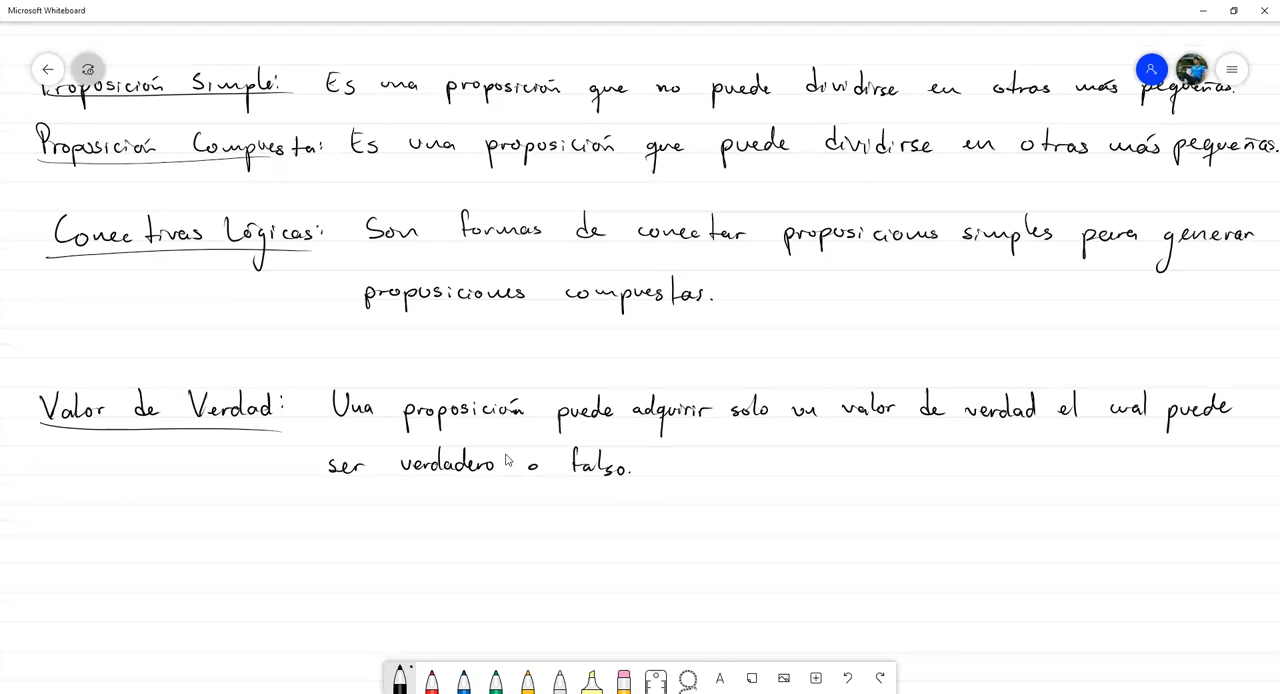 Microsoft Whiteboard
Proposición Simple: Es una proposición que no puede dividirse en otras más pequeñas.
Proposición Compuesta: Es una proposición que puede dividirse en otras más pequeñas.
Conectivas Lógicas: Son formas de conectar proposiciones simples para generar
proposiciones compuestas.
Valor de Verdad: Una proposición puede adquirir solo un valor de verdad el cual puede
ser verdadero o falso.
A